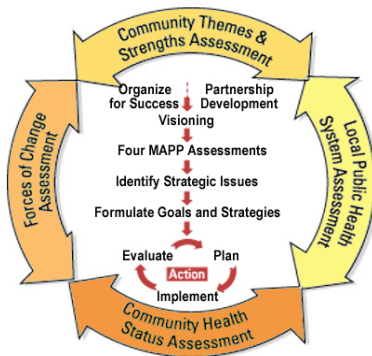 Community Themes &
Strengths Assessment
Organize
for Success
Partnership
Development
Visioning
Four MAPP Assessments
Identify Strategic Issues
Formulate Goals and Strategies
Evaluate
Plan
Action
Implement
Forces of Change
Assessment
Local Public Health
System Assessment
Community Health
Status Assessment